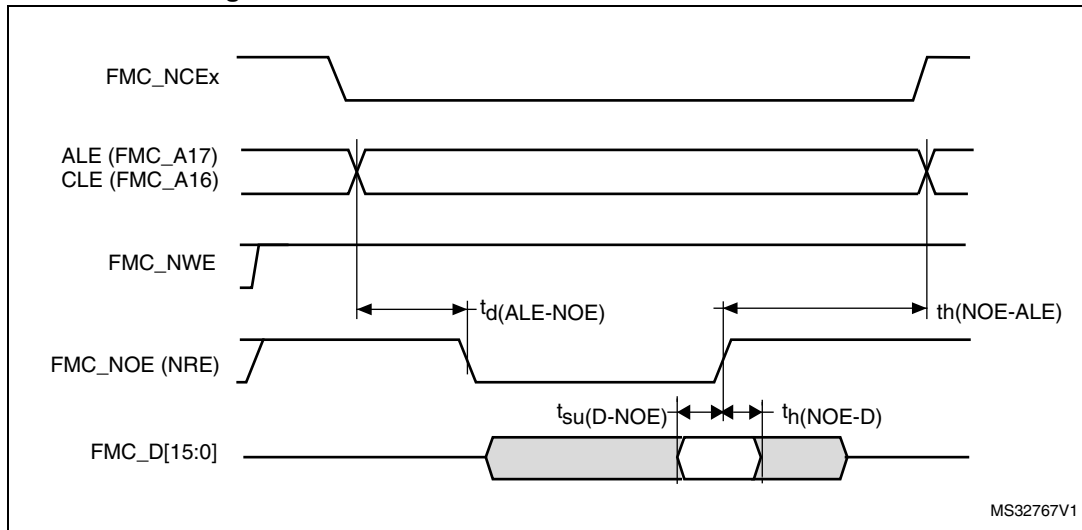 FMC_NCEx
ALE (FMC_A17)
CLE (FMC_A16)
FMC_NWE
td(ALE-NOE)
th(NOE-ALE)
FMC_NOE (NRE)
tsu(D-NOE)
th(NOE-D)
FMC_D[15:0]
MS32767V1